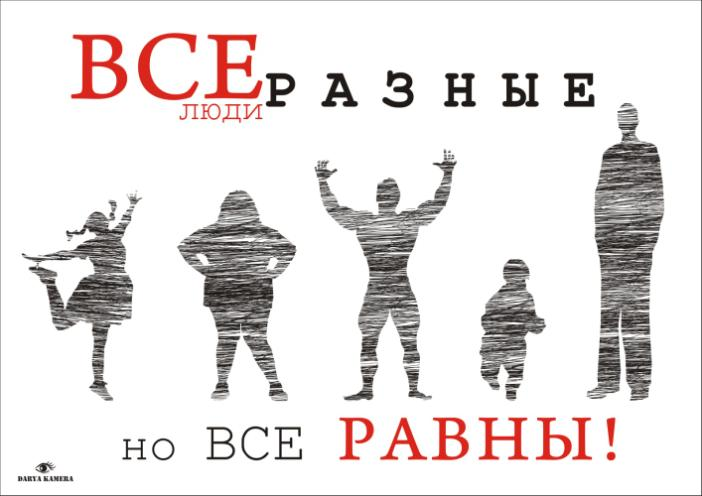 ВСЕ
ЛЮДИ
РАЗНЫЕ
но ВСЕ РАВНЫ!
DARYA KAMERA